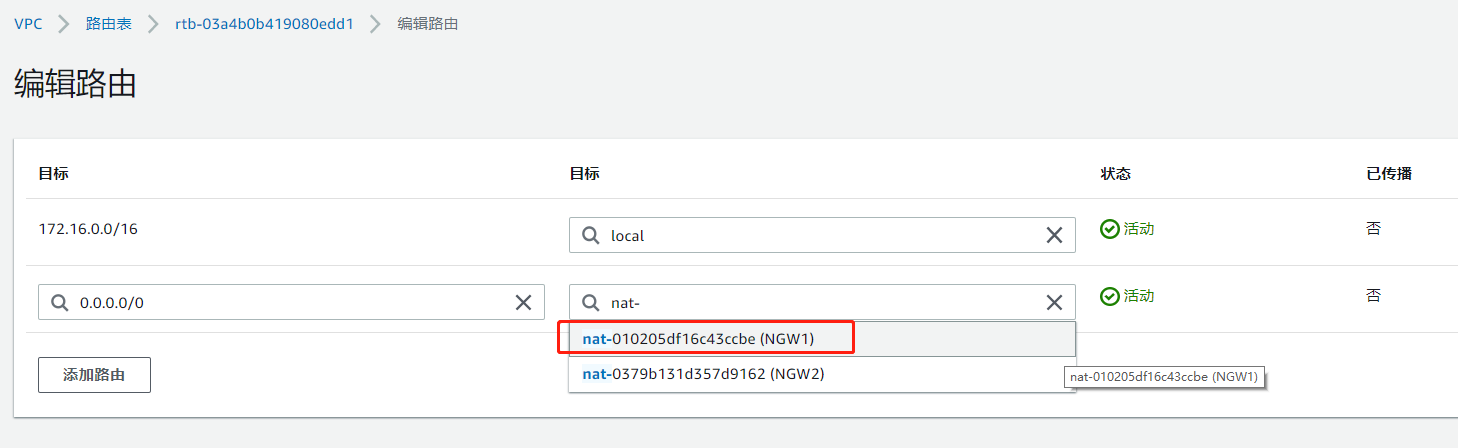 VPC 路由表 rtb-03a4b0b419080edd1 编辑路由
编辑路由
目标 目标 状态 已传播
172.16.0.0/16 local 活动 否
0.0.0.0/0 nat- 活动 否
nat-010205df16c43ccbe (NGW1)
nat-0379b131d357d9162 (NGW2)
添加路由
nat-010205df16c43ccbe (NGW1)